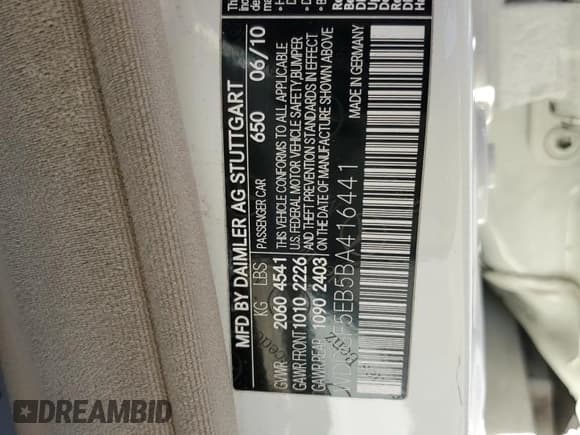 MFD BY DAIMLER AG STUTTGART
PASSENGER CAR 650 06/10
KG LBS
GVWR 2060 4541
GAWR FRONT 1010 2226
GAWR REAR 1090 2403
THIS VEHICLE CONFORMS TO ALL APPLICABLE
U.S. FEDERAL MOTOR VEHICLE SAFETY, BUMPER
AND THEFT PREVENTION STANDARDS IN EFFECT
ON THE DATE OF MANUFACTURE SHOWN ABOVE
F5EB5BA416441
MADE IN GERMANY
Benz
DREAMBID